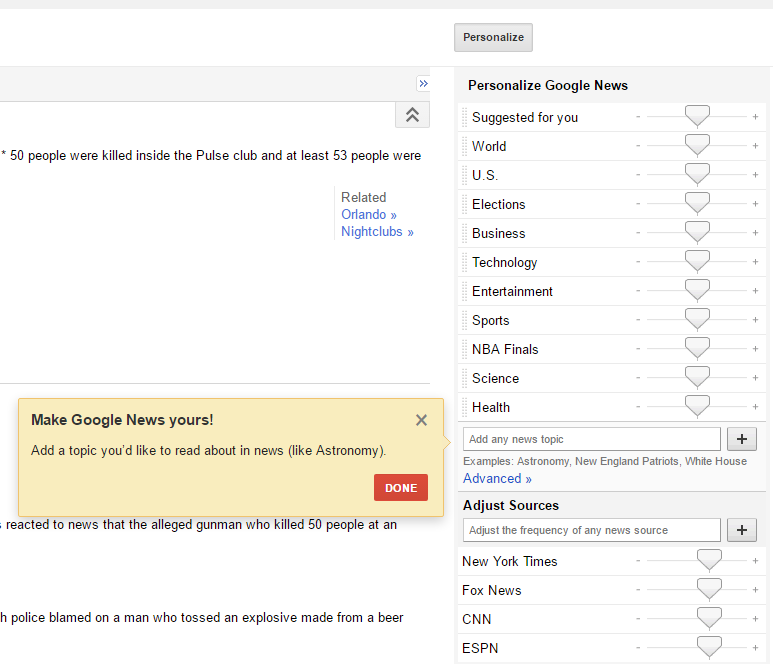 Personalize
»
Personalize Google News
* 50 people were killed inside the Pulse club and at least 53 people were
Related
Orlando »
Nightclubs »
Suggested for you - +
World - +
U.S. - +
Elections - +
Business - +
Technology - +
Entertainment - +
Sports - +
NBA Finals - +
Science - +
Health - +
Make Google News yours!
Add a topic you'd like to read about in news (like Astronomy).
DONE
Add any news topic +
Examples: Astronomy, New England Patriots, White House
Advanced »
Adjust Sources
Adjust the frequency of any news source +
reacted to news that the alleged gunman who killed 50 people at an
New York Times - +
Fox News - +
police blamed on a man who tossed an explosive made from a beer
CNN - +
ESPN - +